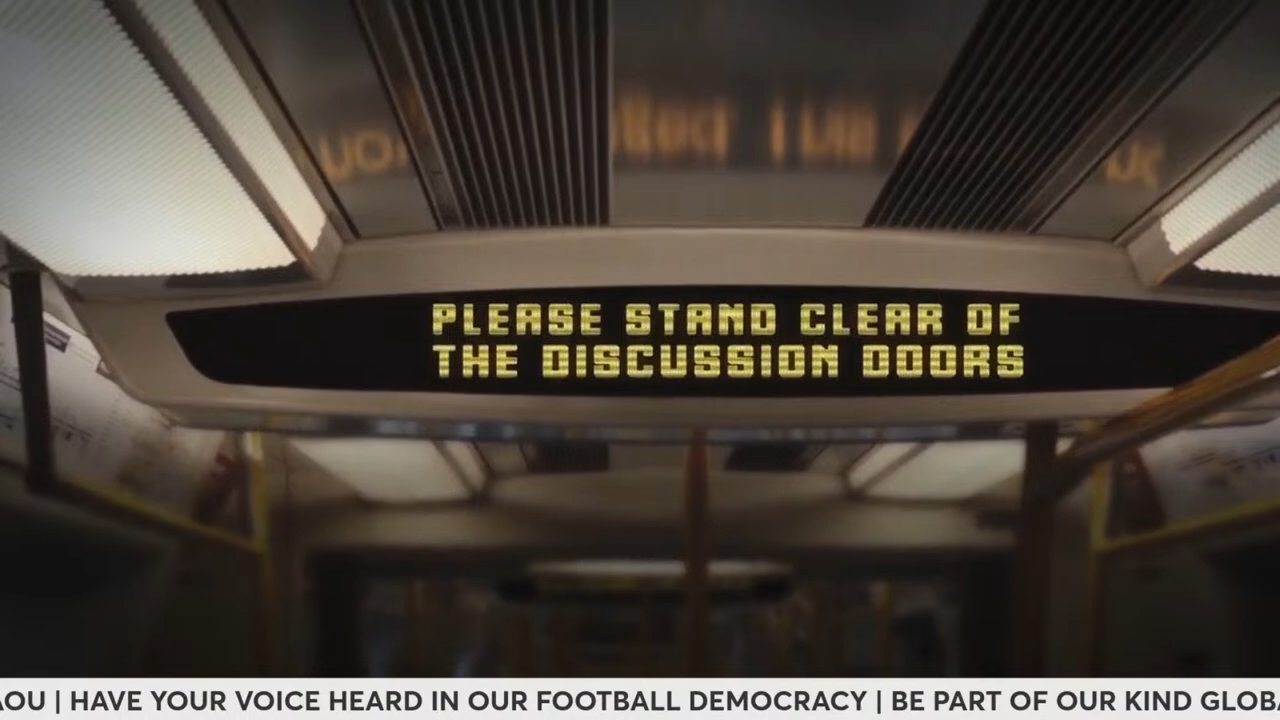 PLEASE STAND CLEAR OF
THE DISCUSSION DOORS
| HAVE YOUR VOICE HEARD IN OUR FOOTBALL DEMOCRACY | BE PART OF OUR KIND